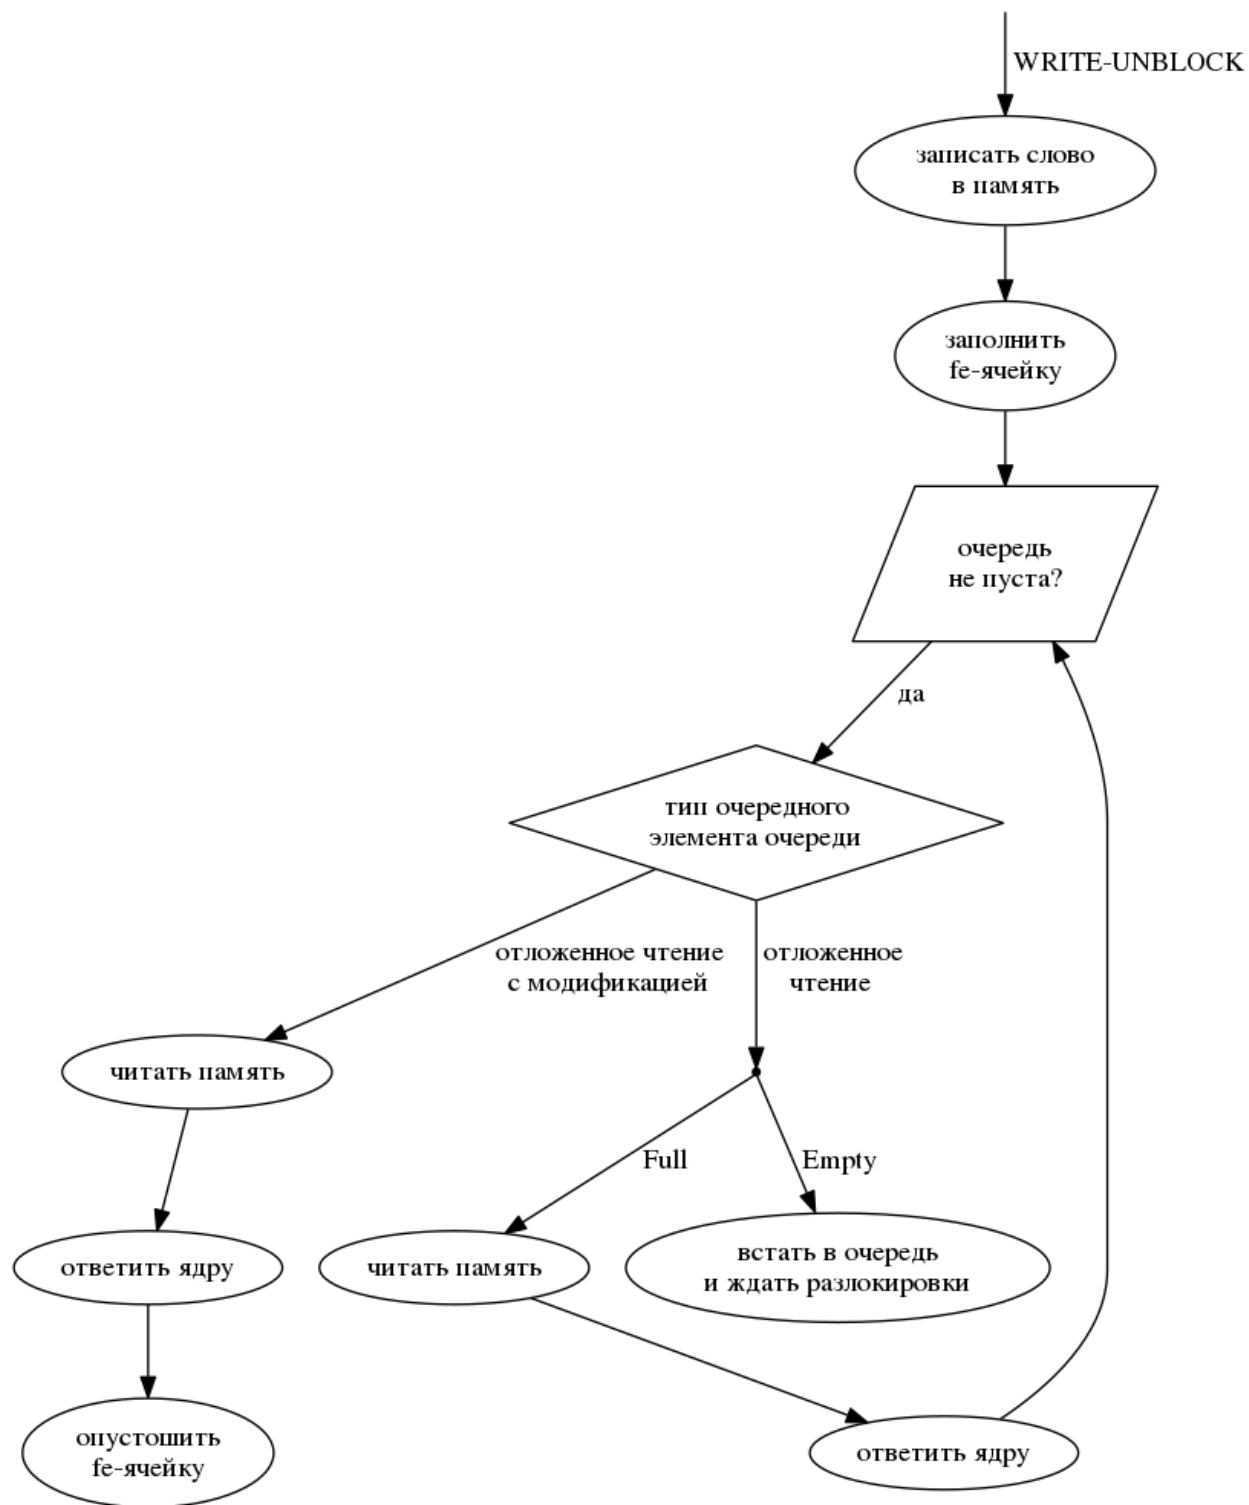 WRITE-UNBLOCK
записать слово
в память
заполнить
fe-ячейку
очередь
не пуста?
да
тип очередного
элемента очереди
отложенное чтение
с модификацией
отложенное
чтение
читать память
Full
Empty
ответить ядру
читать память
встать в очередь
и ждать разлокировки
опустошить
fe-ячейку
ответить ядру